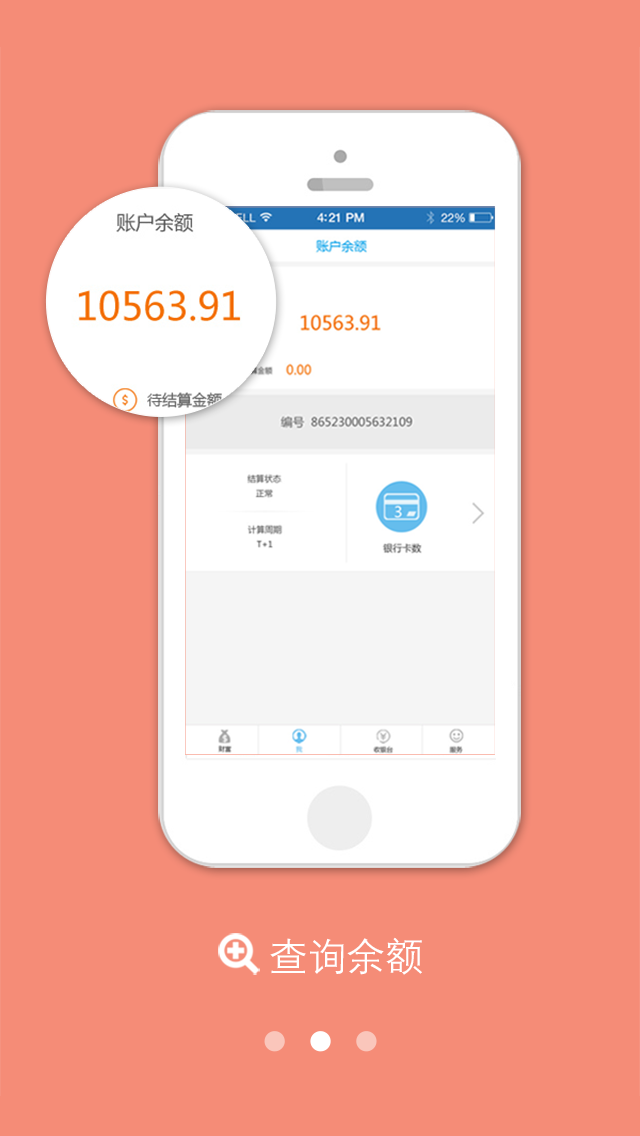 账户余额
10563.91
待结算金额
ELL 4:21 PM 22%
账户余额
10563.91
算金额 0.00
编号 865230005632109
结算状态
正常
计算周期
T+1
3
银行卡数
财富 我 收银台 服务
查询余额